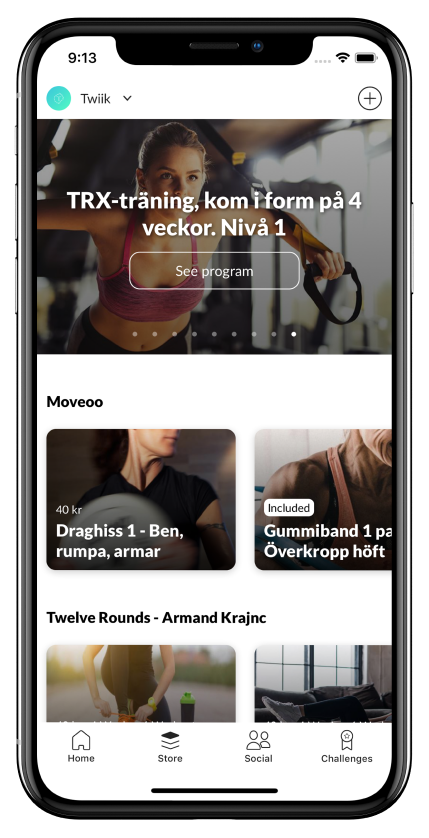 9:13
Twiik
TRX-träning, kom i form på 4
veckor. Nivå 1
See program
Moveoo
40 kr
Draghiss 1 - Ben,
rumpa, armar
Included
Gummiband 1 pa
Överkropp höft
Twelve Rounds - Armand Krajnc
Home
Store
Social
Challenges